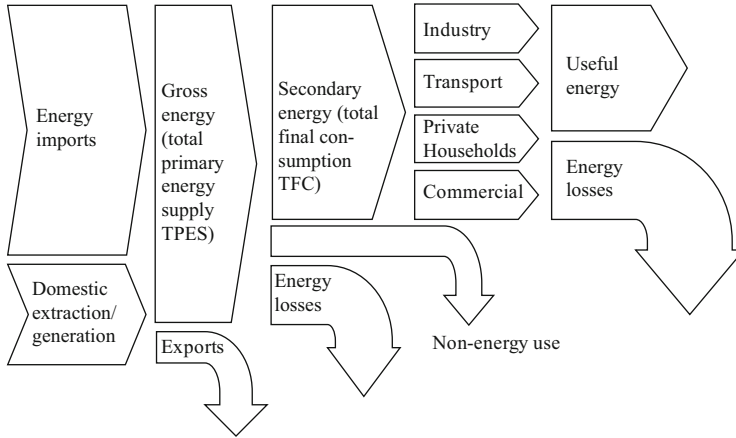 Energy
imports
Domestic
extraction/
generation
Gross
energy
(total
primary
energy
supply
TPES)
Exports
Secondary
energy (total
final con-
sumption
TFC)
Energy
losses
Industry
Transport
Private
Households
Commercial
Non-energy use
Useful
energy
Energy
losses